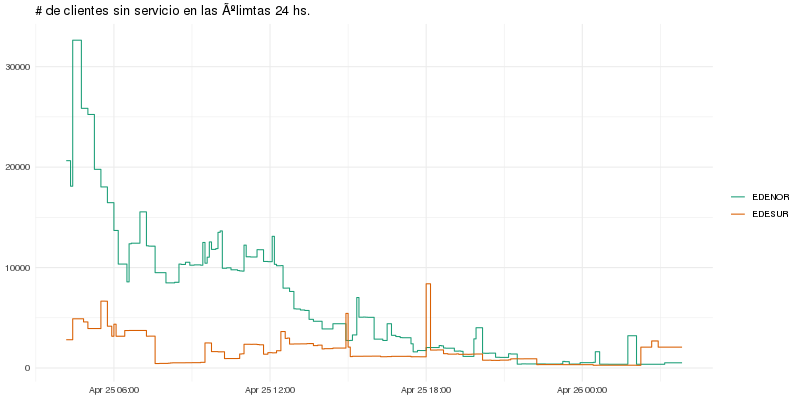 # de clientes sin servicio en las Ãºlimtas 24 hs.
30000
20000
10000
0
Apr 25 06:00
Apr 25 12:00
Apr 25 18:00
Apr 26 00:00
EDENOR
EDESUR